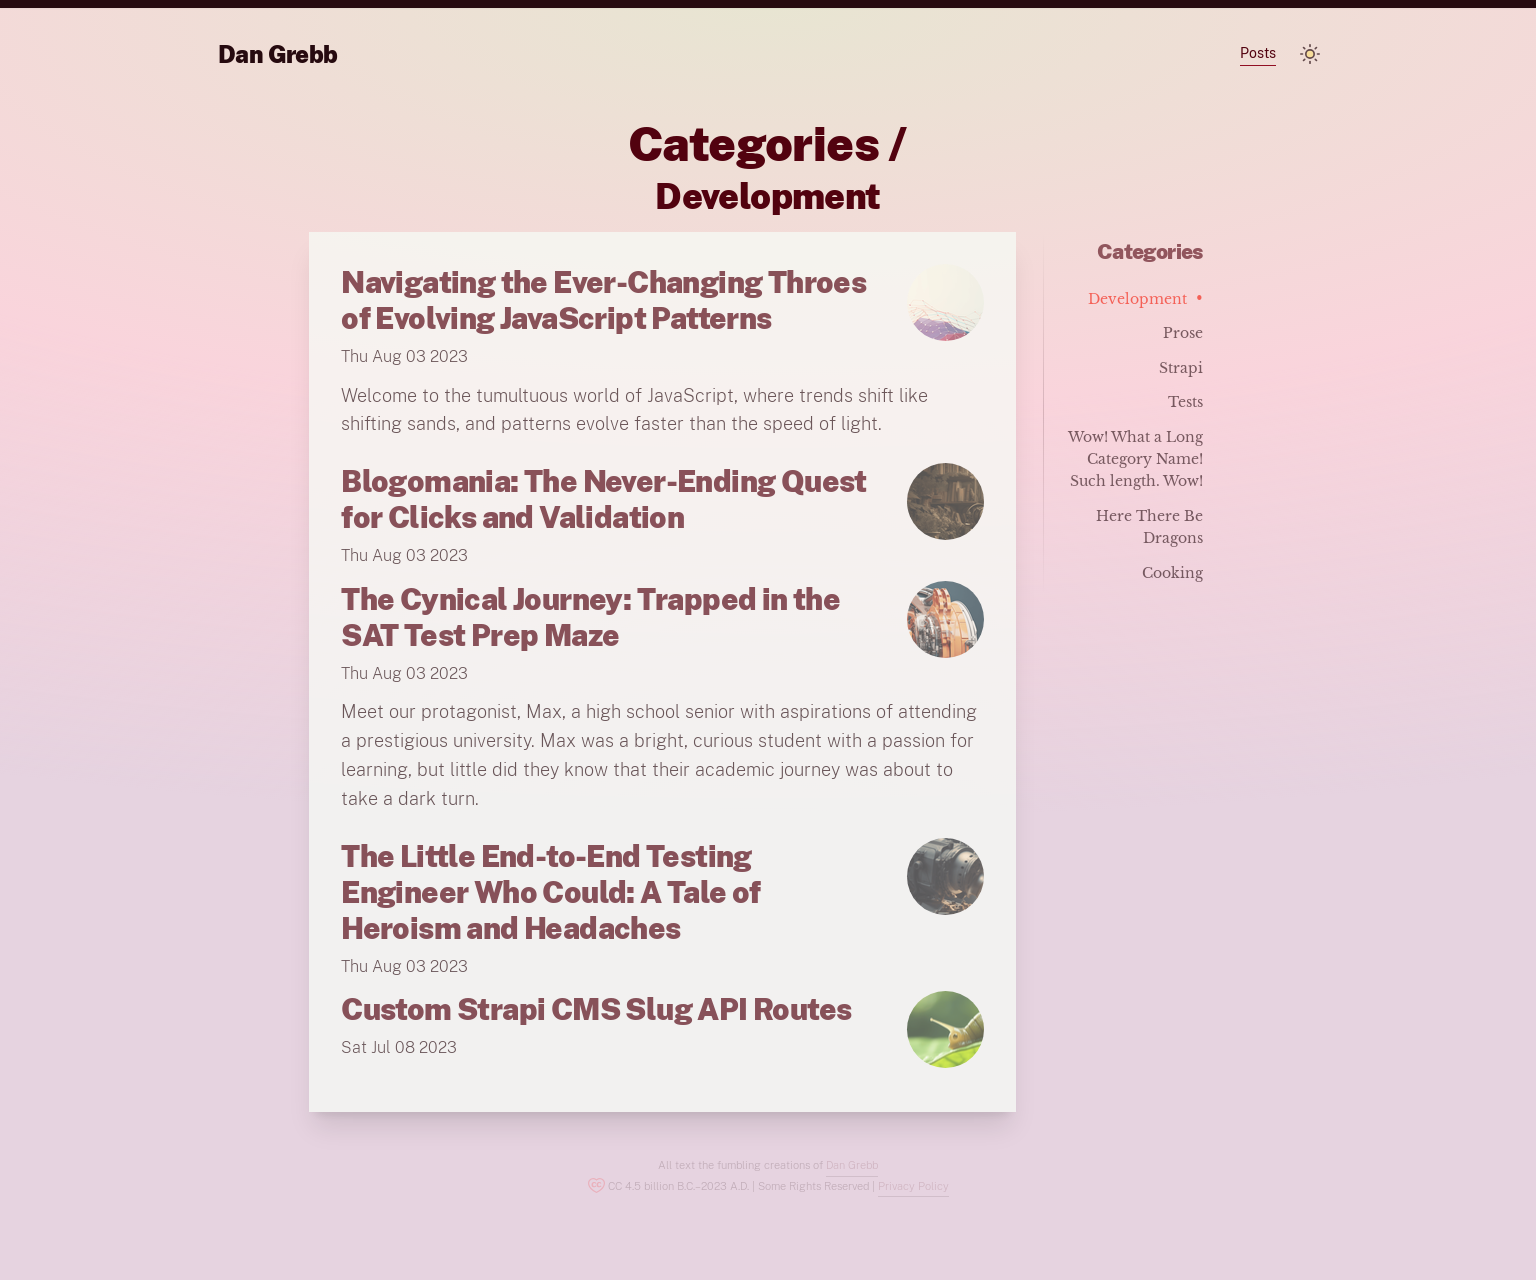 Dan Grebb
Posts
Categories /
Development
Navigating the Ever-Changing Throes
of Evolving JavaScript Patterns
Thu Aug 03 2023
Welcome to the tumultuous world of JavaScript, where trends shift like
shifting sands, and patterns evolve faster than the speed of light.
Blogomania: The Never-Ending Quest
for Clicks and Validation
Thu Aug 03 2023
The Cynical Journey: Trapped in the
SAT Test Prep Maze
Thu Aug 03 2023
Meet our protagonist, Max, a high school senior with aspirations of attending
a prestigious university. Max was a bright, curious student with a passion for
learning, but little did they know that their academic journey was about to
take a dark turn.
The Little End-to-End Testing
Engineer Who Could: A Tale of
Heroism and Headaches
Thu Aug 03 2023
Custom Strapi CMS Slug API Routes
Sat Jul 08 2023
Categories
Development •
Prose
Strapi
Tests
Wow! What a Long
Category Name!
Such length. Wow!
Here There Be
Dragons
Cooking
All text the fumbling creations of Dan Grebb
CC 4.5 billion B.C.–2023 A.D. | Some Rights Reserved | Privacy Policy